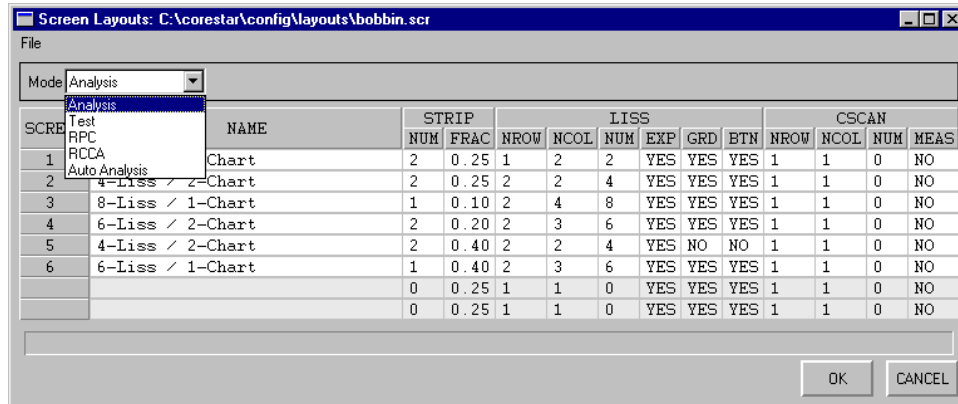 Screen Layouts: C:\corestar\config\layouts\bobbin.scr
File
Mode Analysis
Analysis
Test
RPC
RCCA
Auto Analysis
SCRE NAME STRIP LISS CSCAN
NUM FRAC NROW NCOL NUM EXP GRD BTN NROW NCOL NUM MEAS
1 Chart 2 0.25 1 2 2 YES YES YES 1 1 0 NO
2 4-Liss / 2-Chart 2 0.25 2 2 4 YES YES YES 1 1 0 NO
3 8-Liss / 1-Chart 1 0.10 2 4 8 YES YES YES 1 1 0 NO
4 6-Liss / 2-Chart 2 0.20 2 3 6 YES YES YES 1 1 0 NO
5 4-Liss / 2-Chart 2 0.40 2 2 4 YES NO NO 1 1 0 NO
6 6-Liss / 1-Chart 1 0.40 2 3 6 YES YES YES 1 1 0 NO
0 0.25 1 1 0 YES YES YES 1 1 0 NO
0 0.25 1 1 0 YES YES YES 1 1 0 NO
OK CANCEL